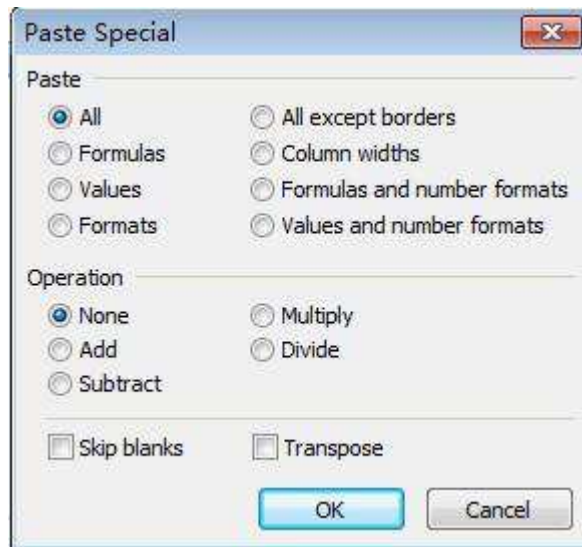 Paste Special
Paste
All
All except borders
Formulas
Column widths
Values
Formulas and number formats
Formats
Values and number formats
Operation
None
Multiply
Add
Divide
Subtract
Skip blanks
Transpose
OK
Cancel